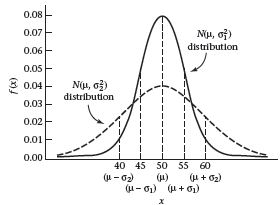 0.08
0.07
0.06
0.05
0.04
0.03
0.02
0.01
0.00
f(x)
N(μ, σ₁²)
distribution
N(μ, σ₂²)
distribution
40 45 50 55 60
(μ − σ₂) (μ) (μ + σ₂)
(μ − σ₁) (μ + σ₁)
x